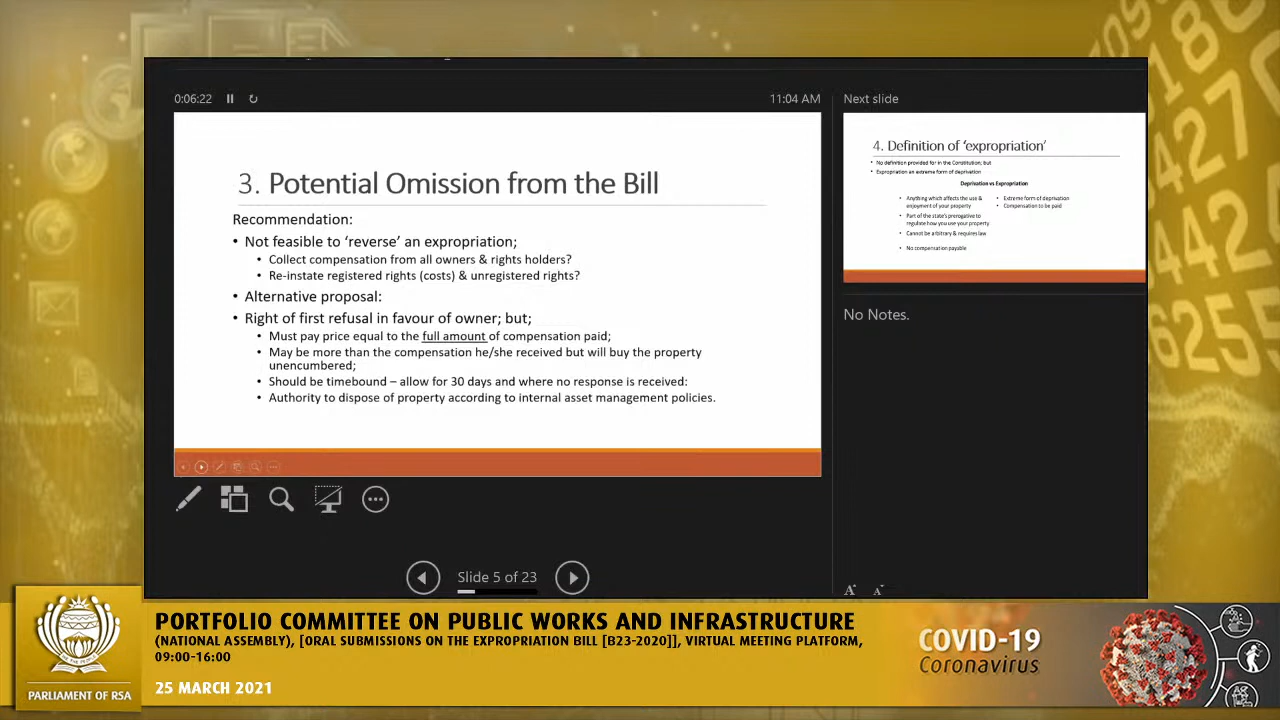 0:06:22
11:04 AM
Next slide
3. Potential Omission from the Bill
Recommendation:
• Not feasible to ‘reverse’ an expropriation;
• Collect compensation from all owners & rights holders?
• Re-instate registered rights (costs) & unregistered rights?
• Alternative proposal:
• Right of first refusal in favour of owner; but;
• Must pay price equal to the full amount of compensation paid;
• May be more than the compensation he/she received but will buy the property
unencumbered;
• Should be timebound – allow for 30 days and where no response is received:
• Authority to dispose of property according to internal asset management policies.
4. Definition of ‘expropriation’
• No definition provided for in the Constitution; but
• Expropriation an extreme form of deprivation
Deprivation vs Expropriation
• Anything which affects the use &
enjoyment of your property
• Part of the state's prerogative to
regulate how you use your property
• Cannot be arbitrary & requires law
• No compensation payable
• Extreme form of deprivation
• Compensation to be paid
No Notes.
Slide 5 of 23
A A
PARLIAMENT OF RSA
PORTFOLIO COMMITTEE ON PUBLIC WORKS AND INFRASTRUCTURE
(NATIONAL ASSEMBLY), [ORAL SUBMISSIONS ON THE EXPROPRIATION BILL [B23-2020]], VIRTUAL MEETING PLATFORM,
09:00-16:00
25 MARCH 2021
COVID-19
Coronavirus